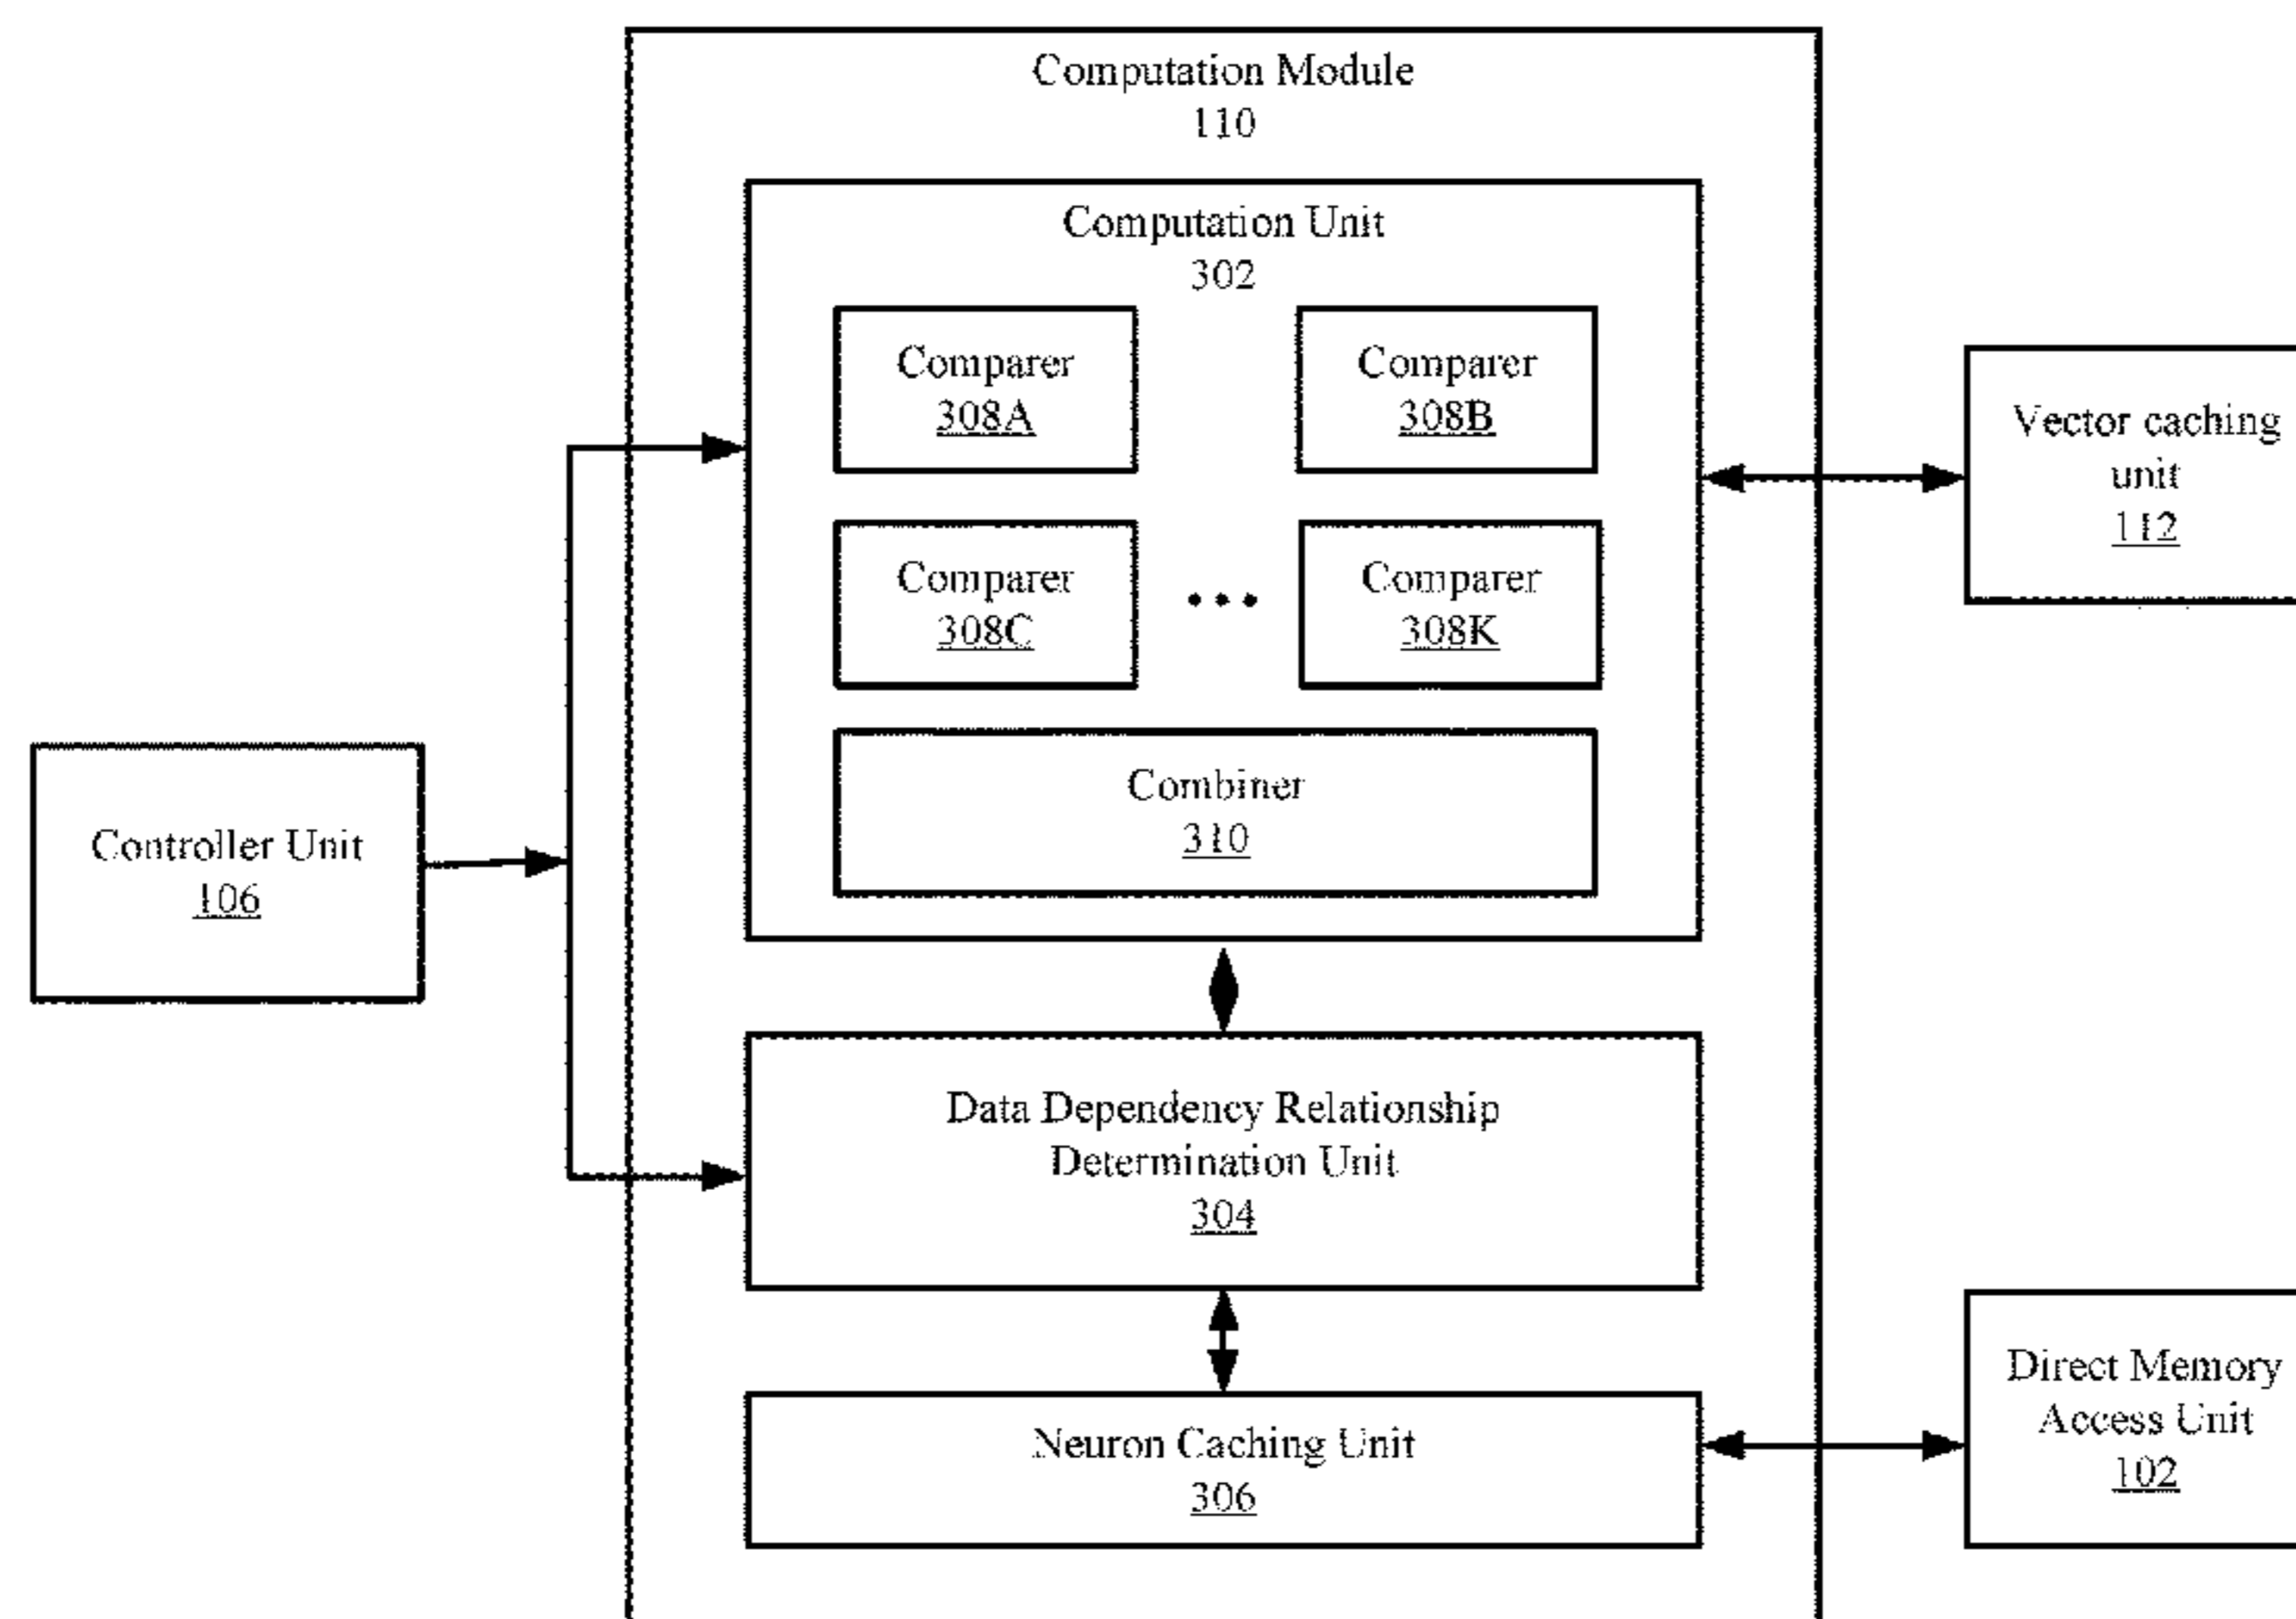 Computation Module
110
Computation Unit
302
Comparer
308A
Comparer
308B
Comparer
308C
...
Comparer
308K
Combiner
310
Vector caching
unit
112
Controller Unit
106
Data Dependency Relationship
Determination Unit
304
Neuron Caching Unit
306
Direct Memory
Access Unit
102